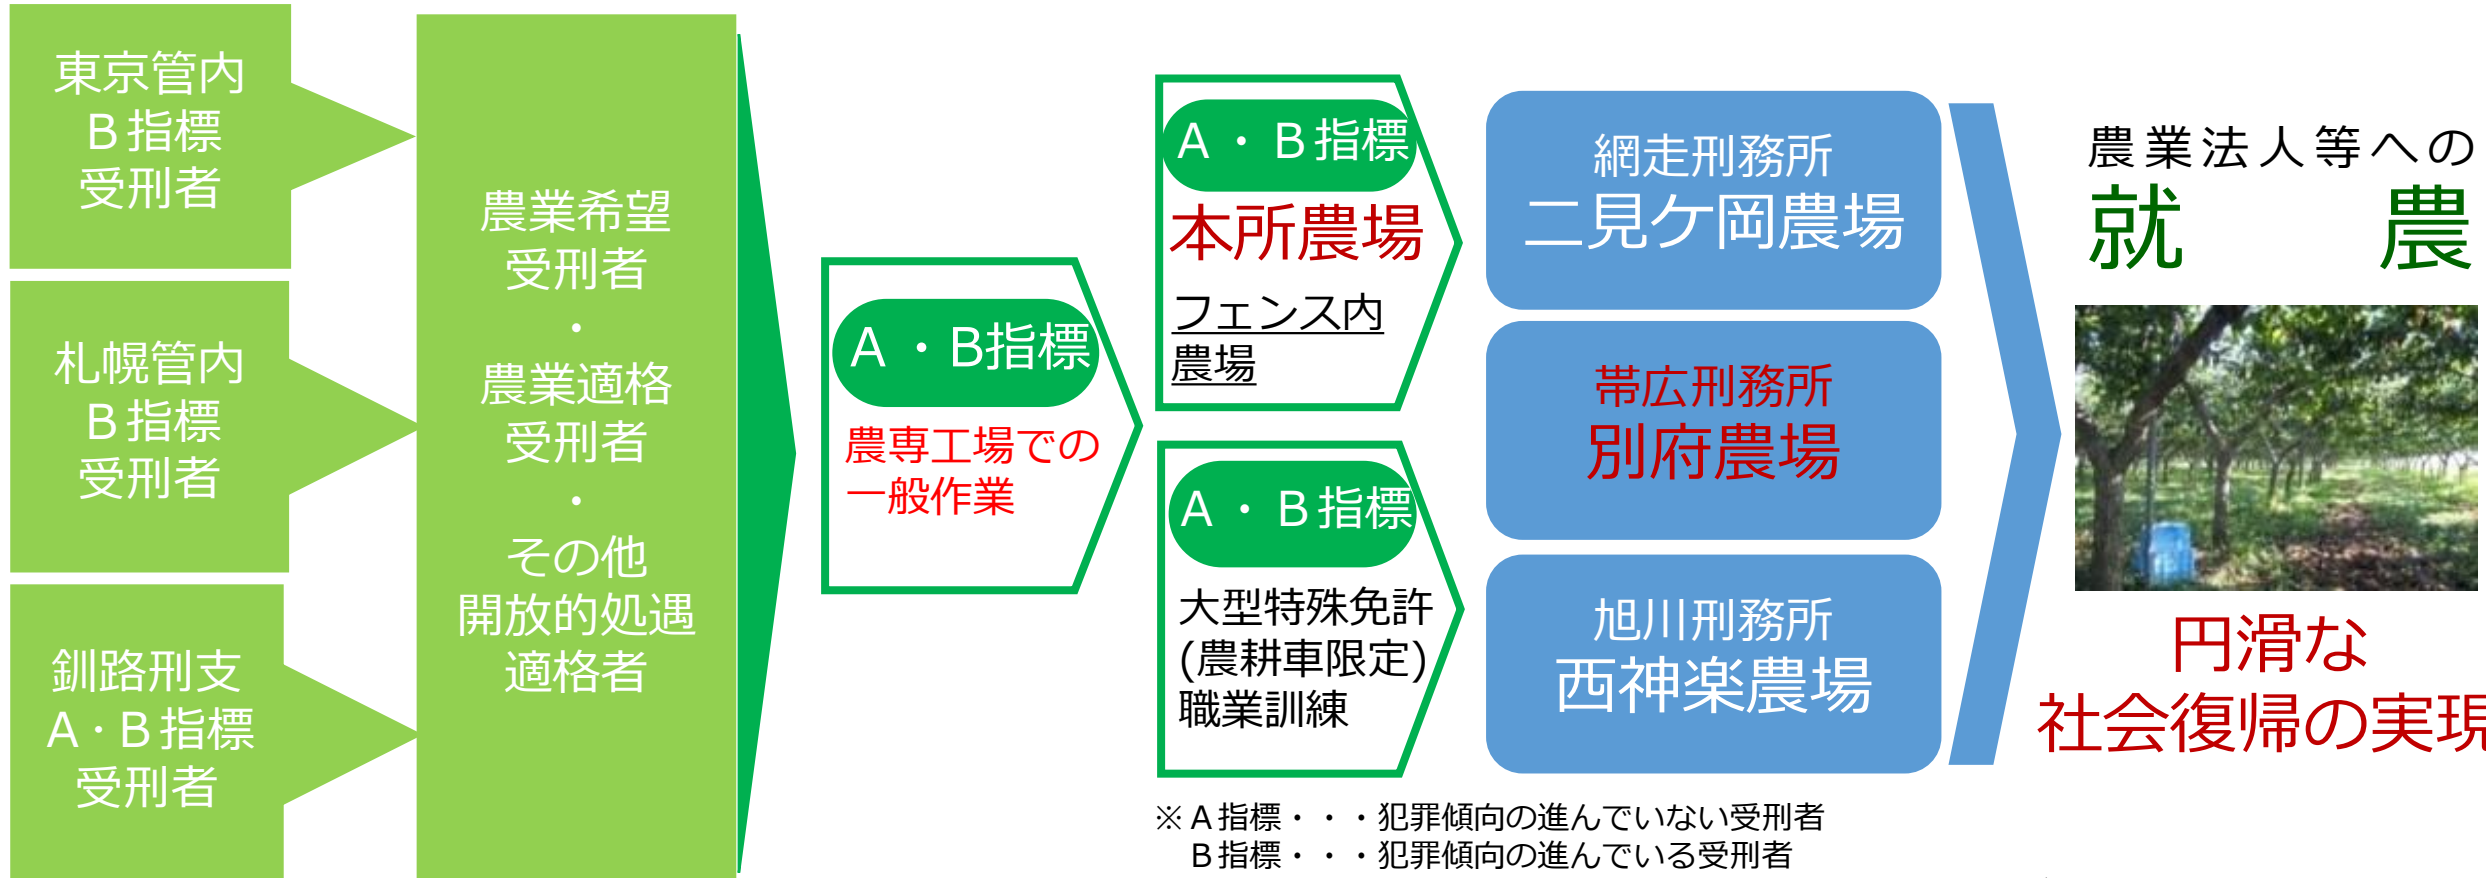 東京管内
Ｂ指標
受刑者
札幌管内
Ｂ指標
受刑者
釧路刑支
Ａ・Ｂ指標
受刑者
農業希望
受刑者
・
農業適格
受刑者
・
その他
開放的処遇
適格者
Ａ・B指標
農専工場での
一般作業
Ａ・Ｂ指標
本所農場
フェンス内
農場
Ａ・Ｂ指標
大型特殊免許
(農耕車限定)
職業訓練
網走刑務所
二見ケ岡農場
帯広刑務所
別府農場
旭川刑務所
西神楽農場
農業法人等への
就　農
円滑な
社会復帰の実現
※Ａ指標・・・犯罪傾向の進んでいない受刑者
Ｂ指標・・・犯罪傾向の進んでいる受刑者